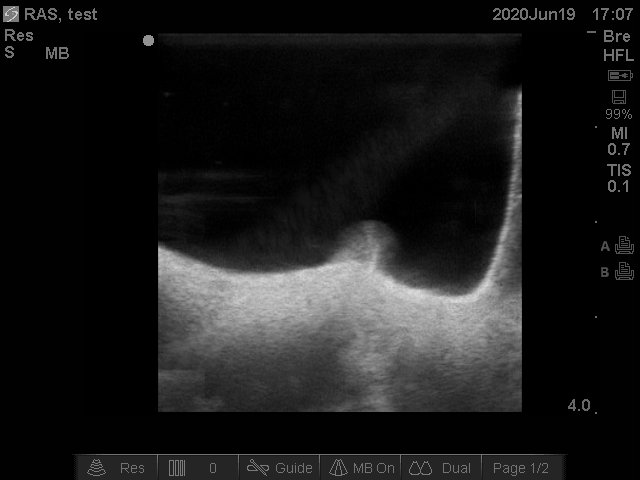 RAS, test
2020Jun19 17:07
Res
S MB
Bre
HFL
99%
MI
0.7
TIS
0.1
A
B
4.0
Res
0
Guide
MB On
Dual
Page 1/2